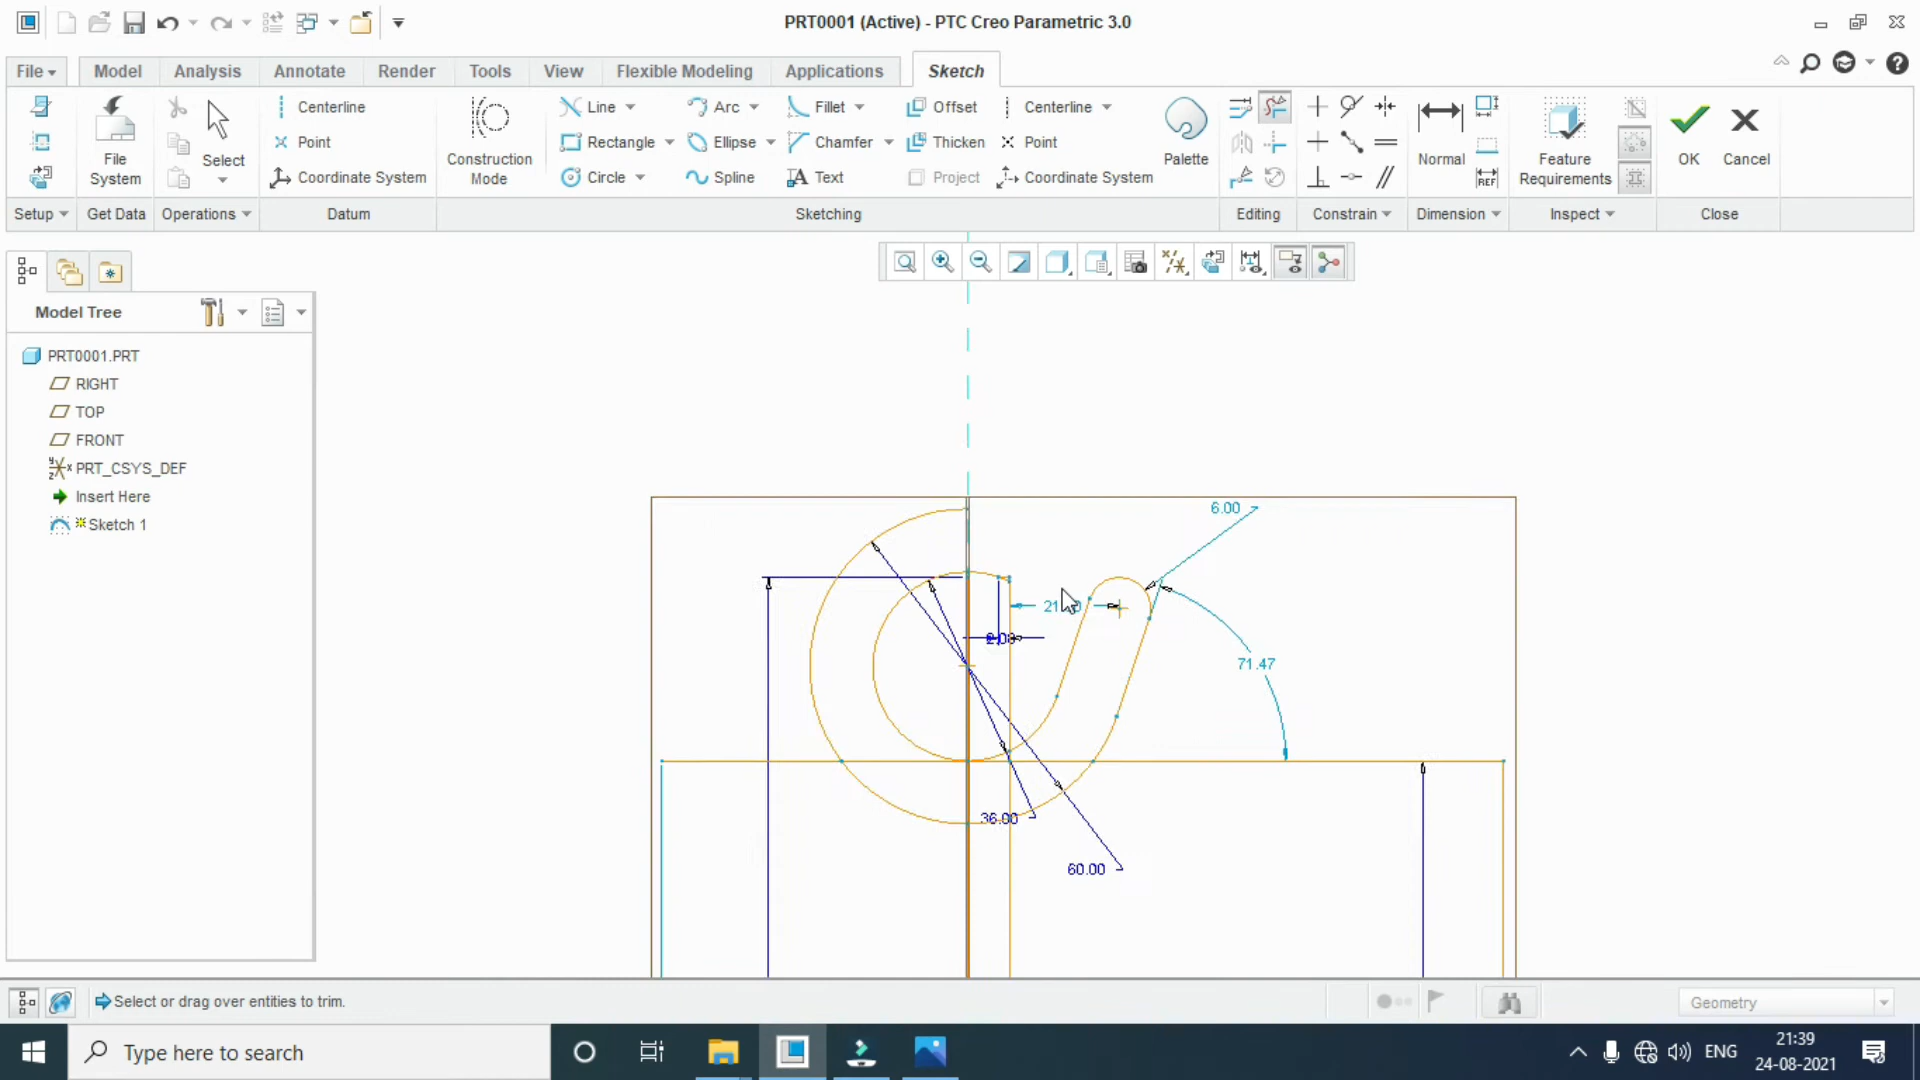 PRT0001 (Active) - PTC Creo Parametric 3.0
File Model Analysis Annotate Render Tools View Flexible Modeling Applications Sketch
Centerline Line Arc Fillet Offset Centerline
Point Rectangle Ellipse Chamfer Thicken Point
Coordinate System Circle Spline Text Project Coordinate System
File System
Select
Construction Mode
Palette
Normal
REF
Feature Requirements
OK
Cancel
Setup Get Data Operations Datum Sketching Editing Constrain Dimension Inspect Close
Model Tree
PRT0001.PRT
RIGHT
TOP
FRONT
PRT_CSYS_DEF
Insert Here
Sketch 1
6.00
71.47
36.00
60.00
Select or drag over entities to trim.
Geometry
Type here to search
ENG
21:39
24-08-2021